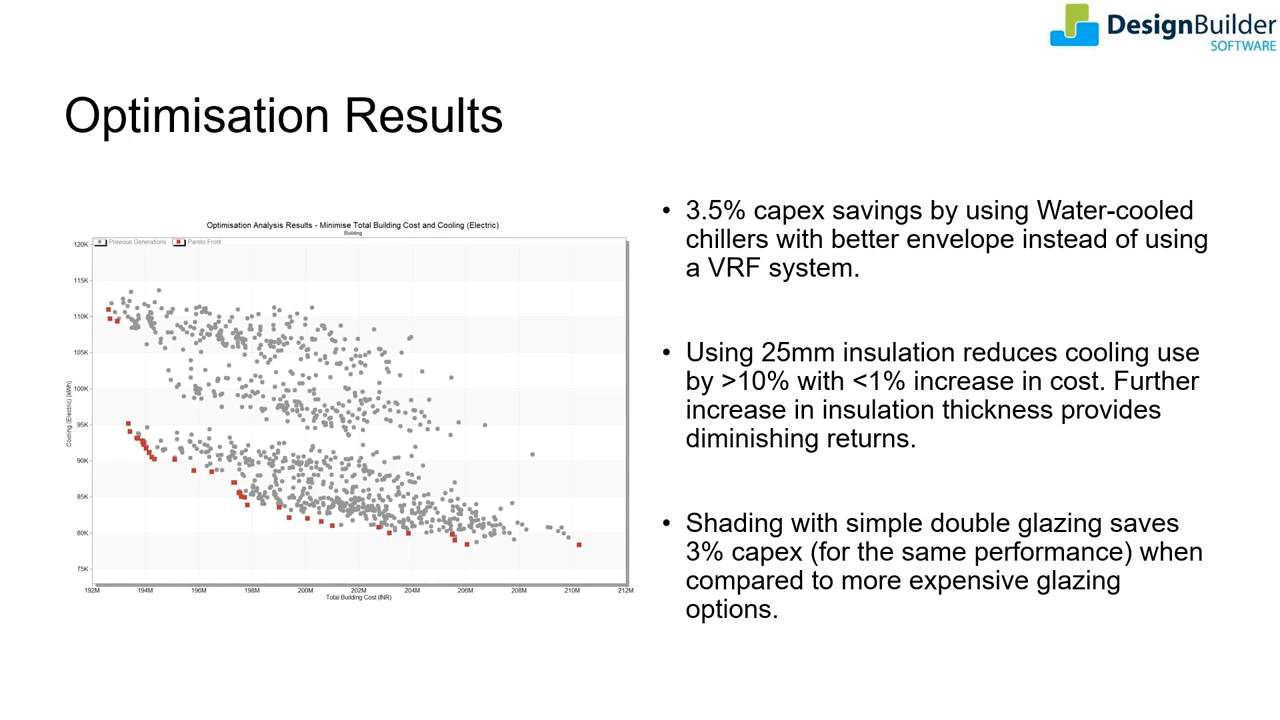 DesignBuilder
SOFTWARE
Optimisation Results
Optimisation Analysis Results - Minimise Total Building Cost and Cooling (Electric)
Building
Previous Generations
Pareto Front
120K
115K
110K
105K
100K
95K
90K
85K
80K
75K
Cooling (Electric) (kWh)
192M 194M 196M 198M 200M 202M 204M 206M 208M 210M 212M
Total Building Cost (INR)
• 3.5% capex savings by using Water-cooled
chillers with better envelope instead of using
a VRF system.
• Using 25mm insulation reduces cooling use
by >10% with <1% increase in cost. Further
increase in insulation thickness provides
diminishing returns.
• Shading with simple double glazing saves
3% capex (for the same performance) when
compared to more expensive glazing
options.